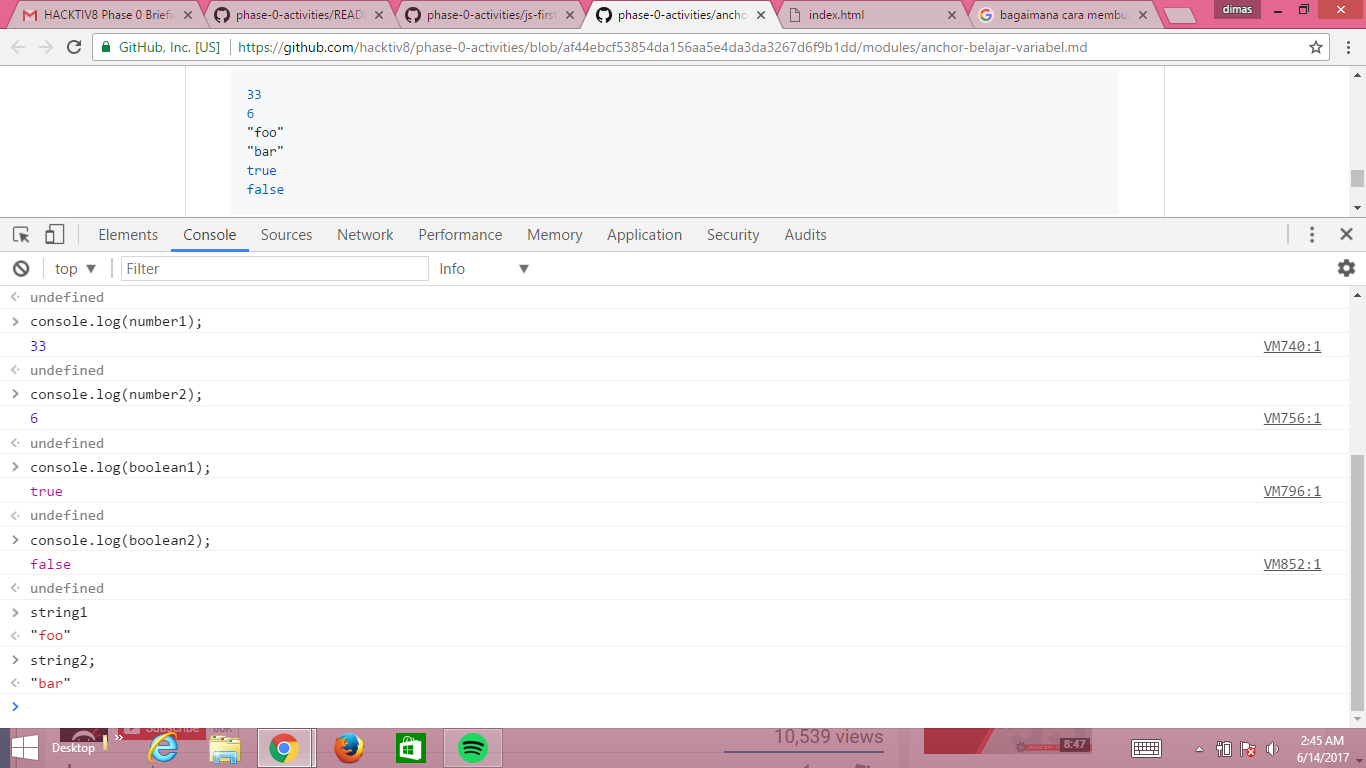 HACKTIV8 Phase 0 Briefi
phase-0-activities/READ
phase-0-activities/js-first
phase-0-activities/ancho
index.html
bagaimana cara membu
dimas
GitHub, Inc. [US]
https://github.com/hacktiv8/phase-0-activities/blob/af44ebcf53854da156aa5e4da3da3267d6f9b1dd/modules/anchor-belajar-variabel.md
33
6
"foo"
"bar"
true
false
Elements Console Sources Network Performance Memory Application Security Audits
top Filter Info
undefined
console.log(number1);
33 VM740:1
undefined
console.log(number2);
6 VM756:1
undefined
console.log(boolean1);
true VM796:1
undefined
console.log(boolean2);
false VM852:1
undefined
string1
"foo"
string2;
"bar"
Desktop
Subscribe
10,539 views
8:47
2:45 AM
6/14/2017